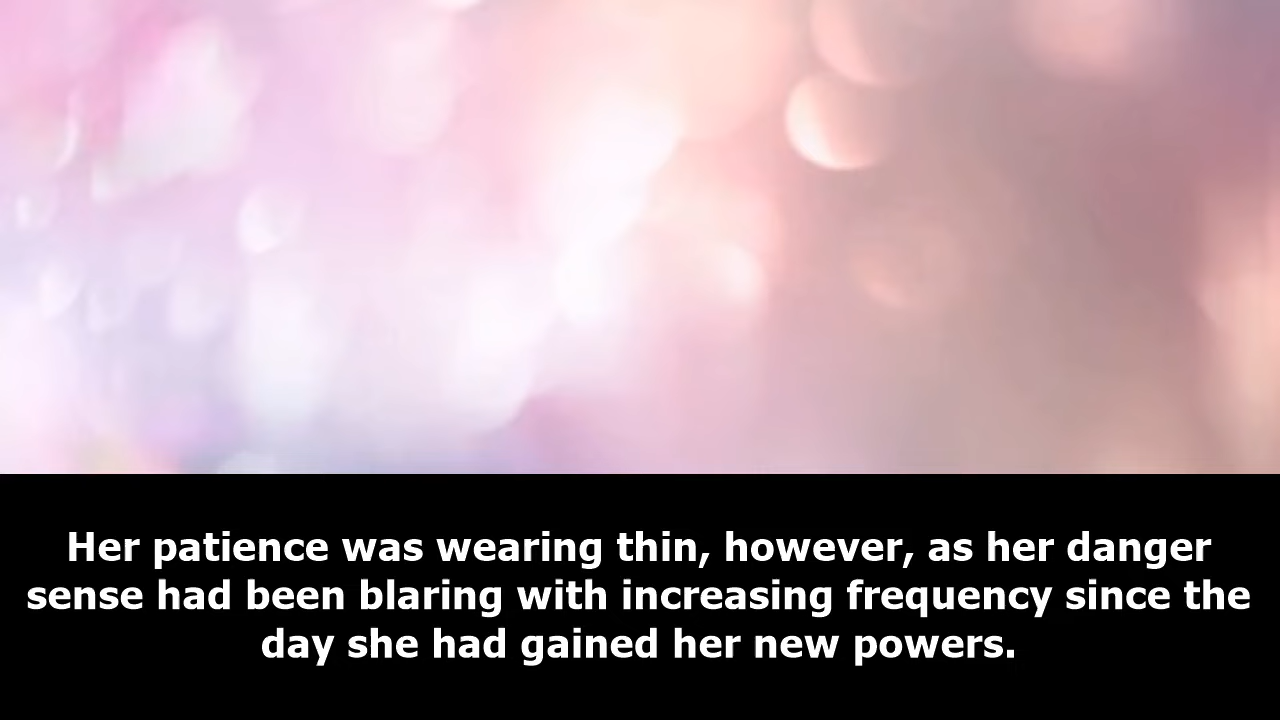 Her patience was wearing thin, however, as her danger
sense had been blaring with increasing frequency since the
day she had gained her new powers.